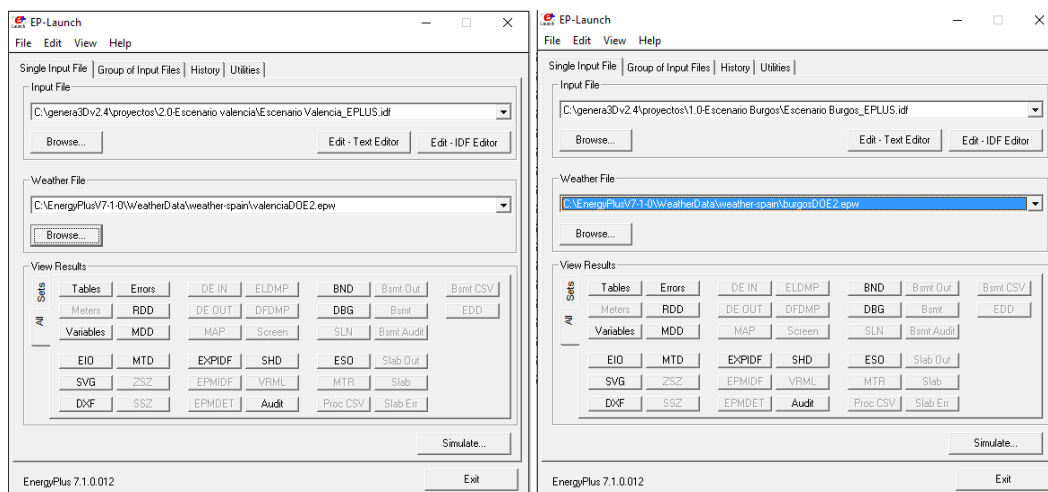 EP-Launch
File Edit View Help
Single Input File Group of Input Files History Utilities
Input File
C:\genera3Dv2.4\proyectos\2.0-Escenario valencia\Escenario Valencia_EPLUS.idf
Browse... Edit - Text Editor Edit - IDF Editor
Weather File
C:\EnergyPlusV7-1-0\WeatherData\weather-spain\valenciaDOE2.epw
Browse...
View Results
Sets
All
Tables Errors DE IN ELDMP BND Bsmt Out Bsmt CSV
Meters RDD DE OUT DFDMP DBG Bsmt EDD
Variables MDD MAP Screen SLN Bsmt Audit
EIO MTD EXPIDF SHD ESO Slab Out
SVG ZSZ EPMIDF VRML MTR Slab
DXF SSZ EPMDET Audit Proc CSV Slab Err
Simulate...
EnergyPlus 7.1.0.012 Exit
EP-Launch
File Edit View Help
Single Input File Group of Input Files History Utilities
Input File
C:\genera3Dv2.4\proyectos\1.0-Escenario Burgos\Escenario Burgos_EPLUS.idf
Browse... Edit - Text Editor Edit - IDF Editor
Weather File
C:\EnergyPlusV7-1-0\WeatherData\weather-spain\burgosDOE2.epw
Browse...
View Results
Sets
All
Tables Errors DE IN ELDMP BND Bsmt Out Bsmt CSV
Meters RDD DE OUT DFDMP DBG Bsmt EDD
Variables MDD MAP Screen SLN Bsmt Audit
EIO MTD EXPIDF SHD ESO Slab Out
SVG ZSZ EPMIDF VRML MTR Slab
DXF SSZ EPMDET Audit Proc CSV Slab Err
Simulate...
EnergyPlus 7.1.0.012 Exit